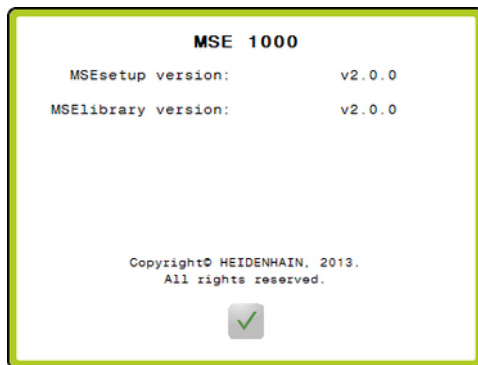 MSE 1000
MSEsetup version: v2.0.0
MSElibrary version: v2.0.0
Copyright© HEIDENHAIN, 2013.
All rights reserved.